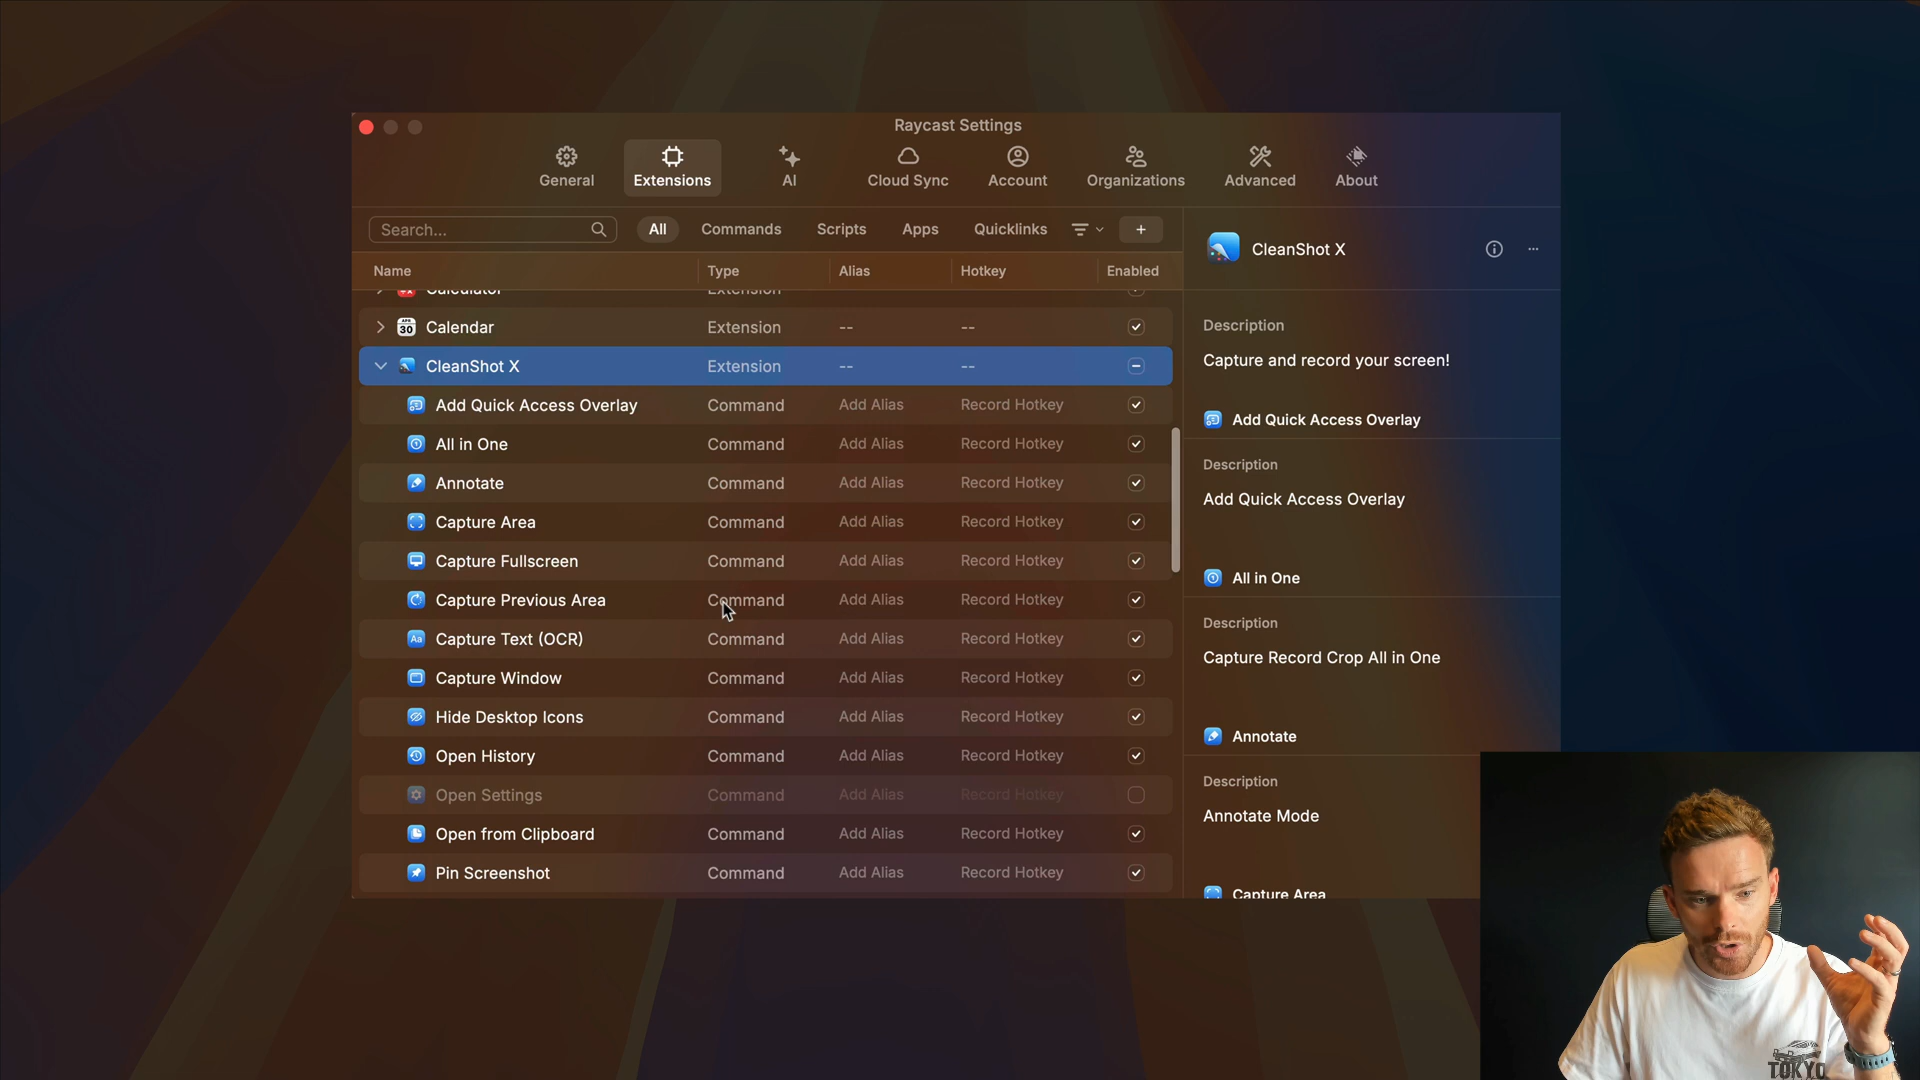 Raycast Settings
General
Extensions
AI
Cloud Sync
Account
Organizations
Advanced
About
Search...
All
Commands
Scripts
Apps
Quicklinks
+
CleanShot X
Name
Type
Alias
Hotkey
Enabled
Calculator
Extension
Calendar
Extension
--
--
CleanShot X
Extension
--
--
Add Quick Access Overlay
Command
Add Alias
Record Hotkey
All in One
Command
Add Alias
Record Hotkey
Annotate
Command
Add Alias
Record Hotkey
Capture Area
Command
Add Alias
Record Hotkey
Capture Fullscreen
Command
Add Alias
Record Hotkey
Capture Previous Area
Command
Add Alias
Record Hotkey
Capture Text (OCR)
Command
Add Alias
Record Hotkey
Capture Window
Command
Add Alias
Record Hotkey
Hide Desktop Icons
Command
Add Alias
Record Hotkey
Open History
Command
Add Alias
Record Hotkey
Open Settings
Command
Add Alias
Record Hotkey
Open from Clipboard
Command
Add Alias
Record Hotkey
Pin Screenshot
Command
Add Alias
Record Hotkey
Description
Capture and record your screen!
Add Quick Access Overlay
Description
Add Quick Access Overlay
All in One
Description
Capture Record Crop All in One
Annotate
Description
Annotate Mode
Capture Area
TOKYO